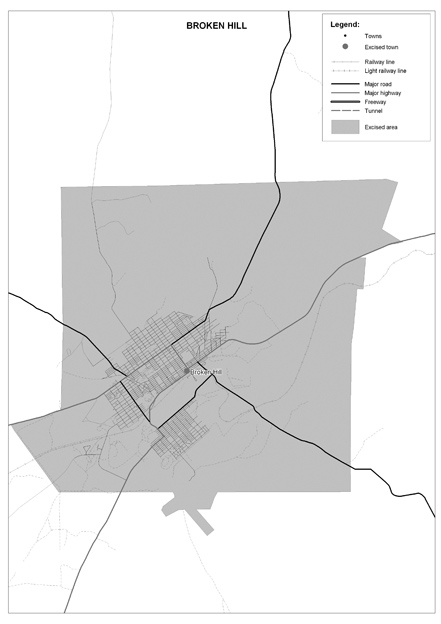 BROKEN HILL
Legend:
Towns
Excised town
Railway line
Light railway line
Major road
Major highway
Freeway
Tunnel
Excised area
Broken Hill